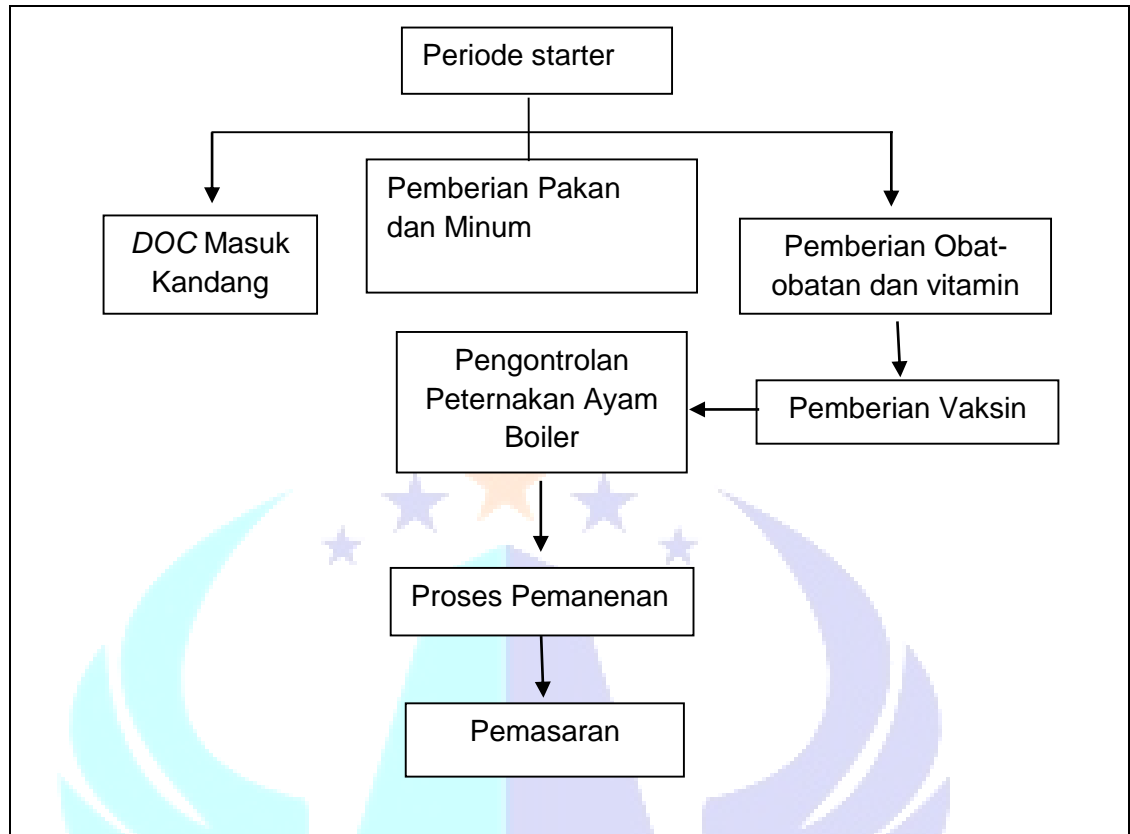 Periode starter
Pemberian Pakan
dan Minum
DOC Masuk
Kandang
Pemberian Obat-
obatan dan vitamin
Pengontrolan
Peternakan Ayam
Boiler
Pemberian Vaksin
Proses Pemanenan
Pemasaran